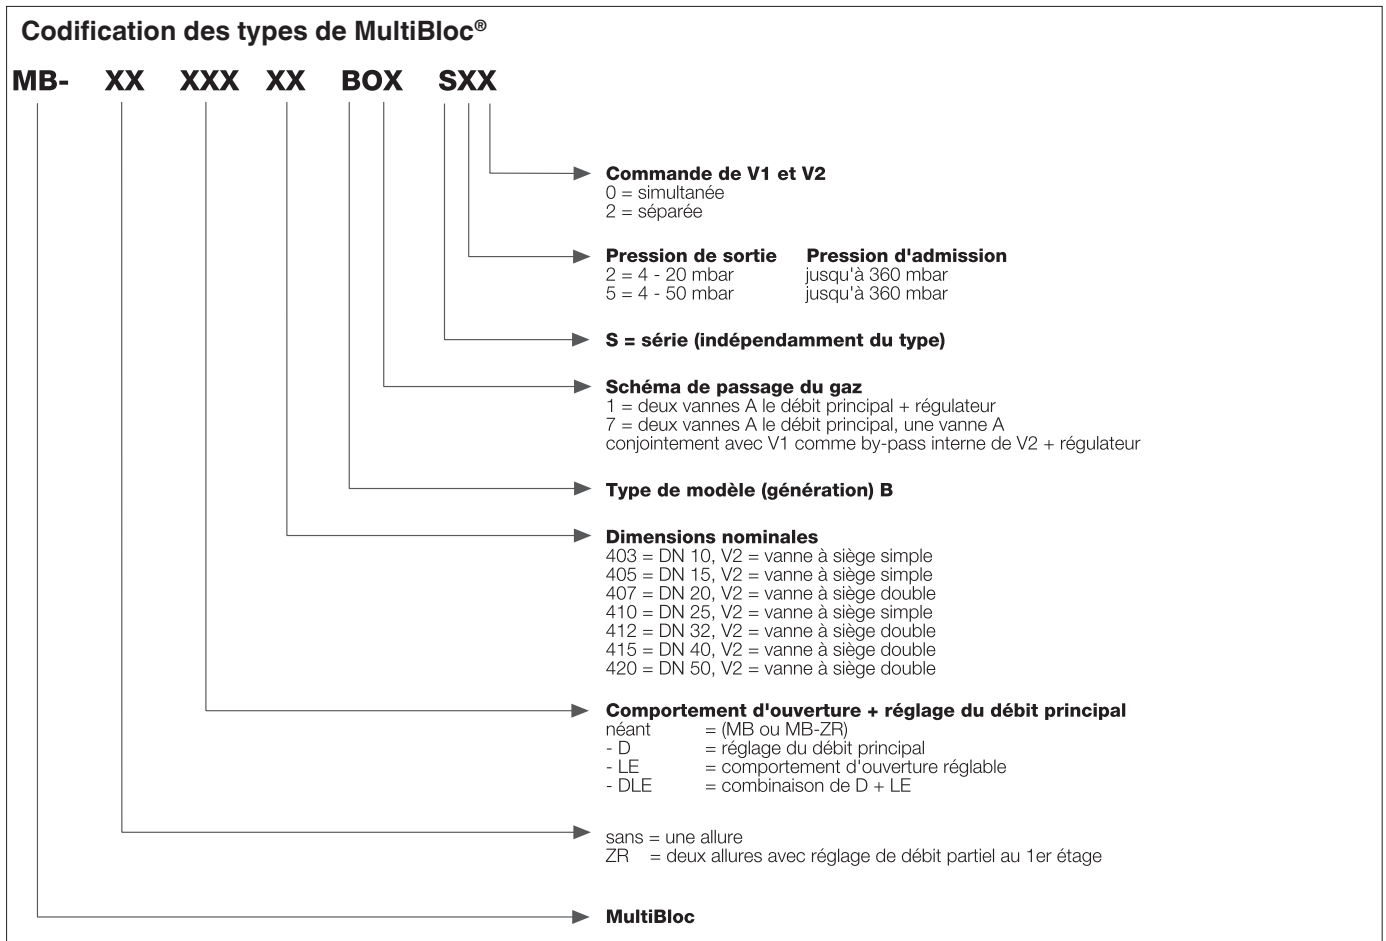 Codification des types de MultiBloc®
MB- XX XXX XX BOX SXX
Commande de V1 et V2
0 = simultanée
2 = séparée
Pression de sortie Pression d'admission
2 = 4 - 20 mbar jusqu'à 360 mbar
5 = 4 - 50 mbar jusqu'à 360 mbar
S = série (indépendamment du type)
Schéma de passage du gaz
1 = deux vannes A le débit principal + régulateur
7 = deux vannes A le débit principal, une vanne A
conjointement avec V1 comme by-pass interne de V2 + régulateur
Type de modèle (génération) B
Dimensions nominales
403 = DN 10, V2 = vanne à siège simple
405 = DN 15, V2 = vanne à siège simple
407 = DN 20, V2 = vanne à siège double
410 = DN 25, V2 = vanne à siège simple
412 = DN 32, V2 = vanne à siège double
415 = DN 40, V2 = vanne à siège double
420 = DN 50, V2 = vanne à siège double
Comportement d'ouverture + réglage du débit principal
néant = (MB ou MB-ZR)
- D = réglage du débit principal
- LE = comportement d'ouverture réglable
- DLE = combinaison de D + LE
sans = une allure
ZR = deux allures avec réglage de débit partiel au 1er étage
MultiBloc